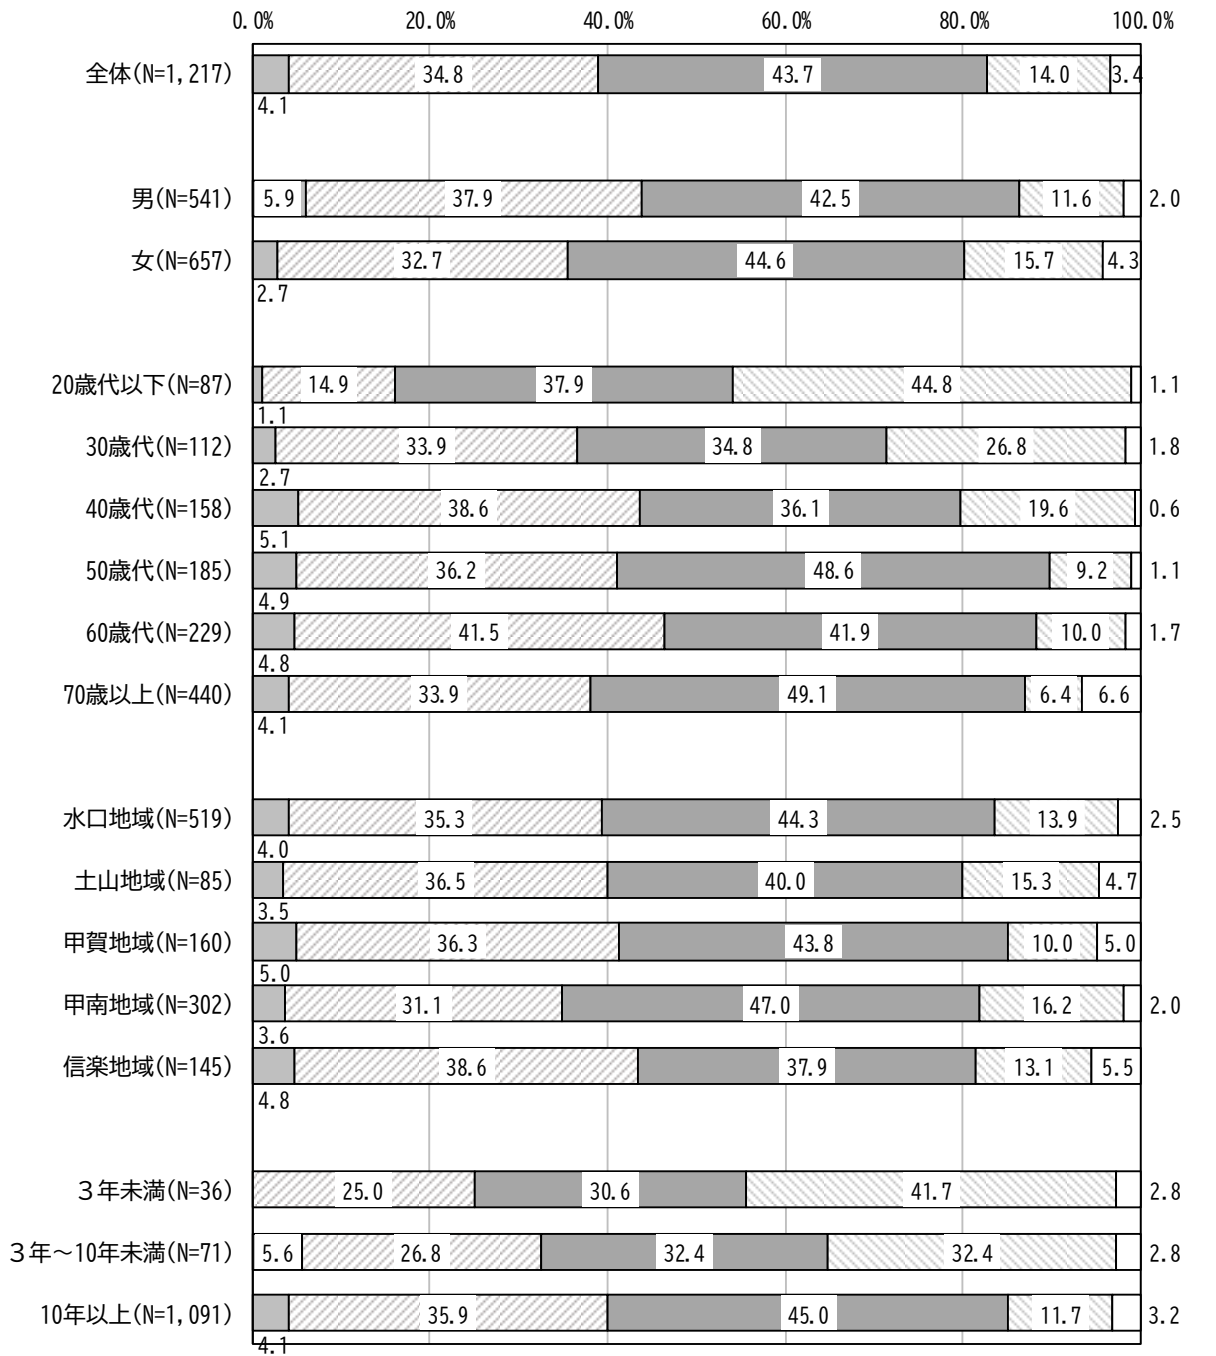 0.0% 20.0% 40.0% 60.0% 80.0% 100.0%
全体(N=1,217) 34.8 43.7 14.0 3.4
4.1
男(N=541) 5.9 37.9 42.5 11.6 2.0
女(N=657) 32.7 44.6 15.7 4.3
2.7
20歳代以下(N=87) 14.9 37.9 44.8 1.1
1.1
30歳代(N=112) 33.9 34.8 26.8 1.8
2.7
40歳代(N=158) 38.6 36.1 19.6 0.6
5.1
50歳代(N=185) 36.2 48.6 9.2 1.1
4.9
60歳代(N=229) 41.5 41.9 10.0 1.7
4.8
70歳以上(N=440) 33.9 49.1 6.4 6.6
4.1
水口地域(N=519) 35.3 44.3 13.9 2.5
4.0
土山地域(N=85) 36.5 40.0 15.3 4.7
3.5
甲賀地域(N=160) 36.3 43.8 10.0 5.0
5.0
甲南地域(N=302) 31.1 47.0 16.2 2.0
3.6
信楽地域(N=145) 38.6 37.9 13.1 5.5
4.8
3年未満(N=36) 25.0 30.6 41.7 2.8
3年～10年未満(N=71) 5.6 26.8 32.4 32.4 2.8
10年以上(N=1,091) 35.9 45.0 11.7 3.2
4.1